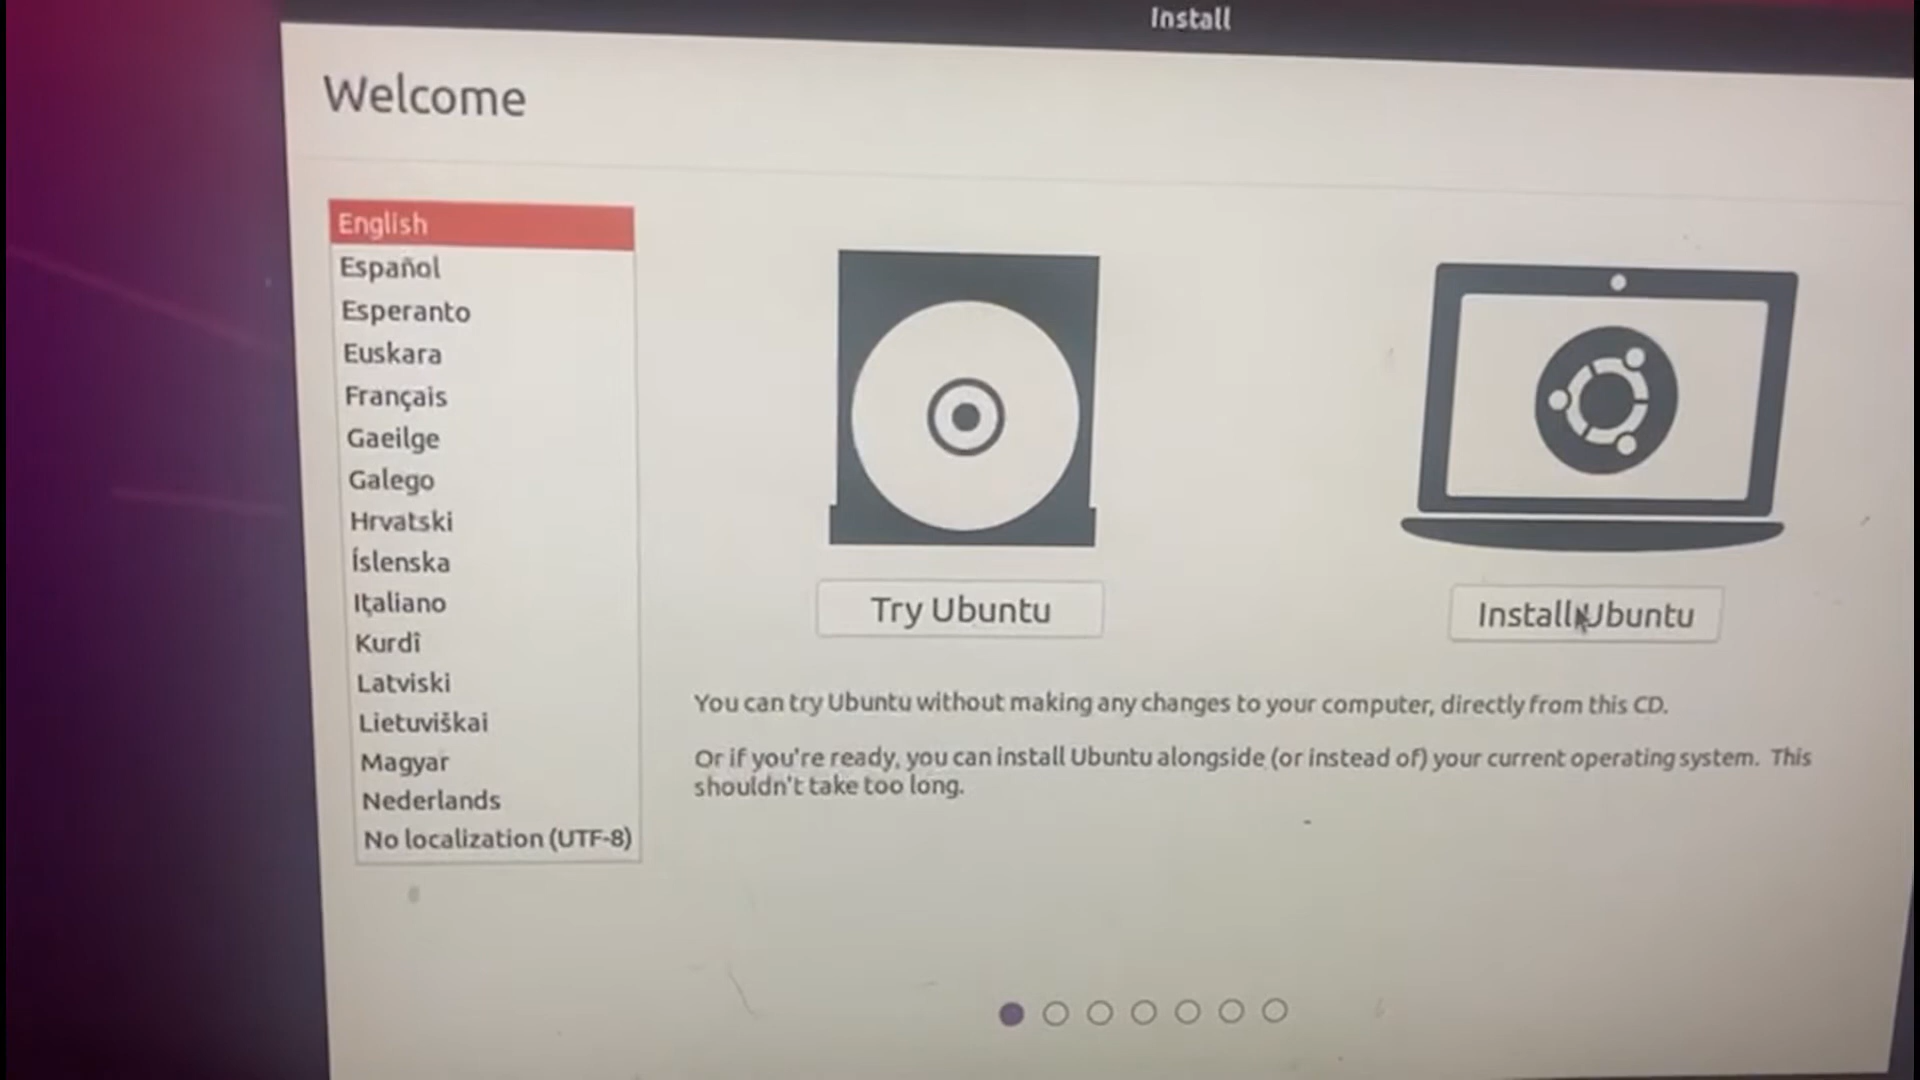 Install
Welcome
English
Español
Esperanto
Euskara
Français
Gaeilge
Galego
Hrvatski
Íslenska
Italiano
Kurdî
Latviski
Lietuviškai
Magyar
Nederlands
No localization (UTF-8)
Try Ubuntu
Install Ubuntu
You can try Ubuntu without making any changes to your computer, directly from this CD.
Or if you're ready, you can install Ubuntu alongside (or instead of) your current operating system. This
shouldn't take too long.